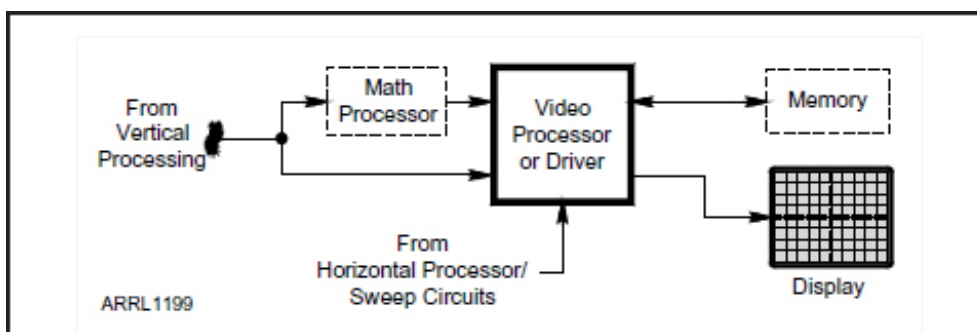 From
Vertical
Processing
Math
Processor
Video
Processor
or Driver
Memory
From
Horizontal Processor/
Sweep Circuits
Display
ARRL1199